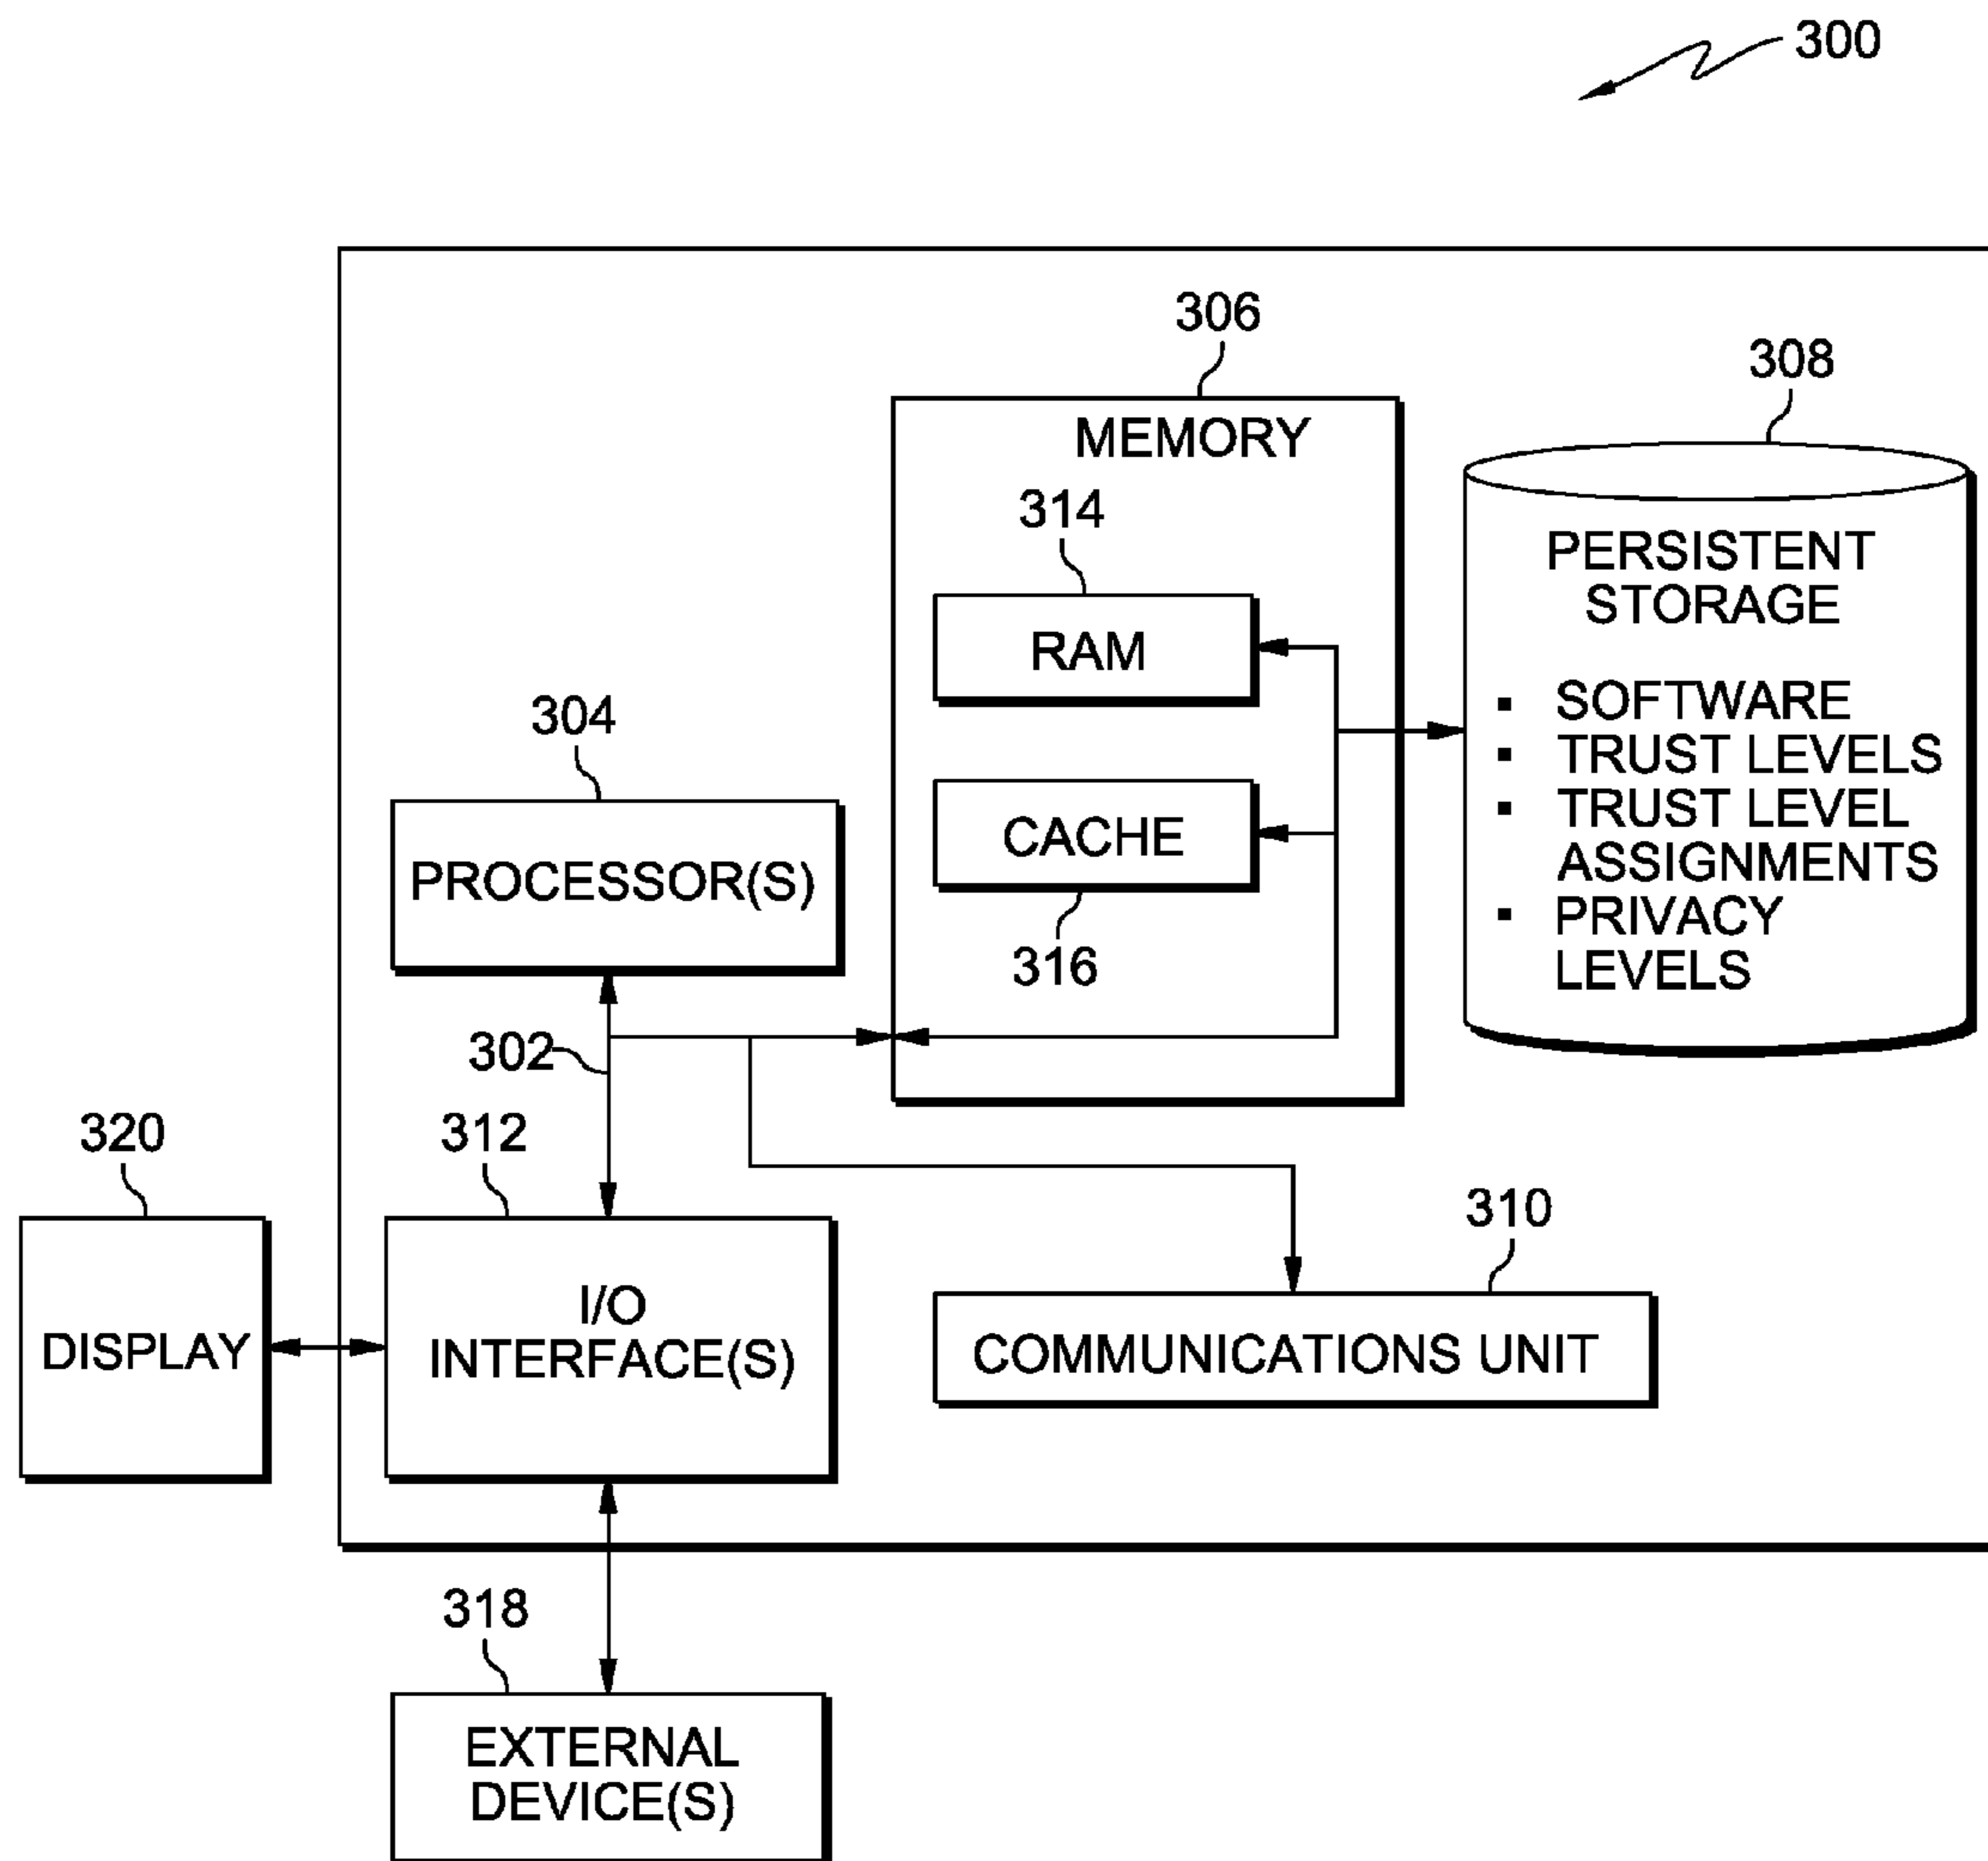 300
306
308
MEMORY
314
PERSISTENT
STORAGE
RAM
▪ SOFTWARE
▪ TRUST LEVELS
▪ TRUST LEVEL
ASSIGNMENTS
▪ PRIVACY
LEVELS
304
CACHE
PROCESSOR(S)
316
302
320
312
310
DISPLAY
I/O
INTERFACE(S)
COMMUNICATIONS UNIT
318
EXTERNAL
DEVICE(S)